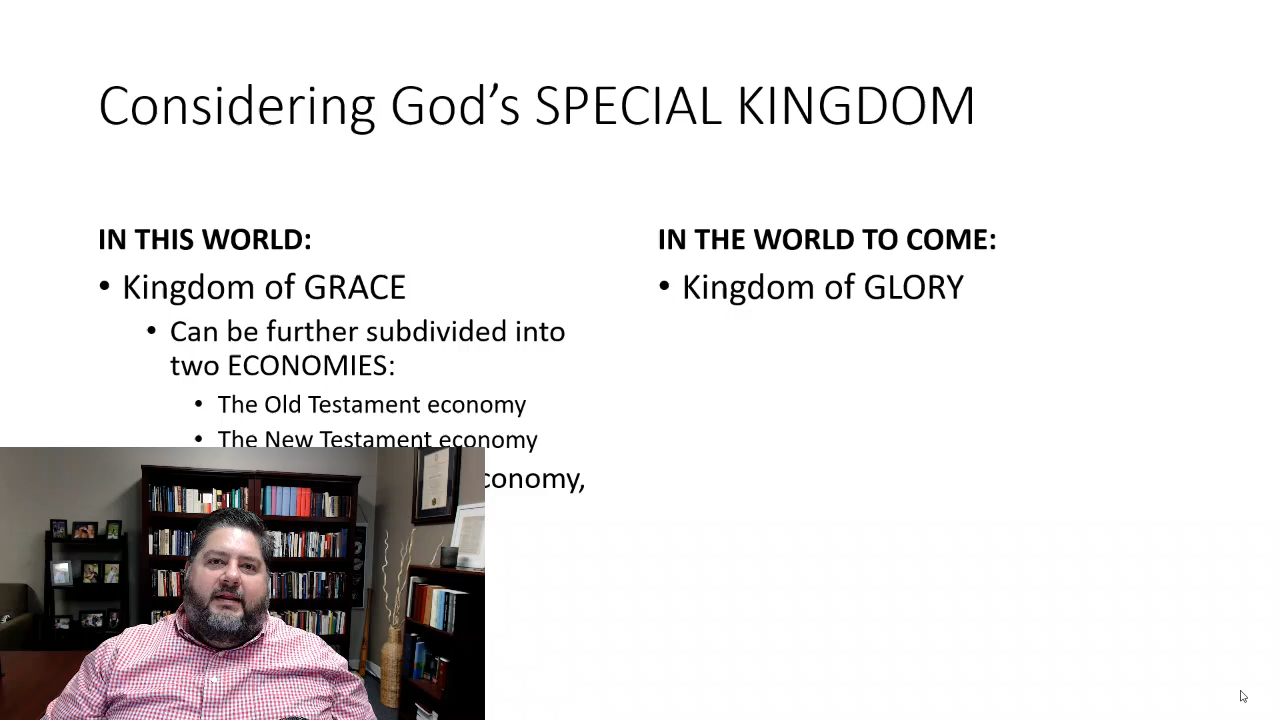 Considering God's SPECIAL KINGDOM
IN THIS WORLD:
• Kingdom of GRACE
• Can be further subdivided into
two ECONOMIES:
• The Old Testament economy
• The New Testament economy
conomy,
IN THE WORLD TO COME:
• Kingdom of GLORY